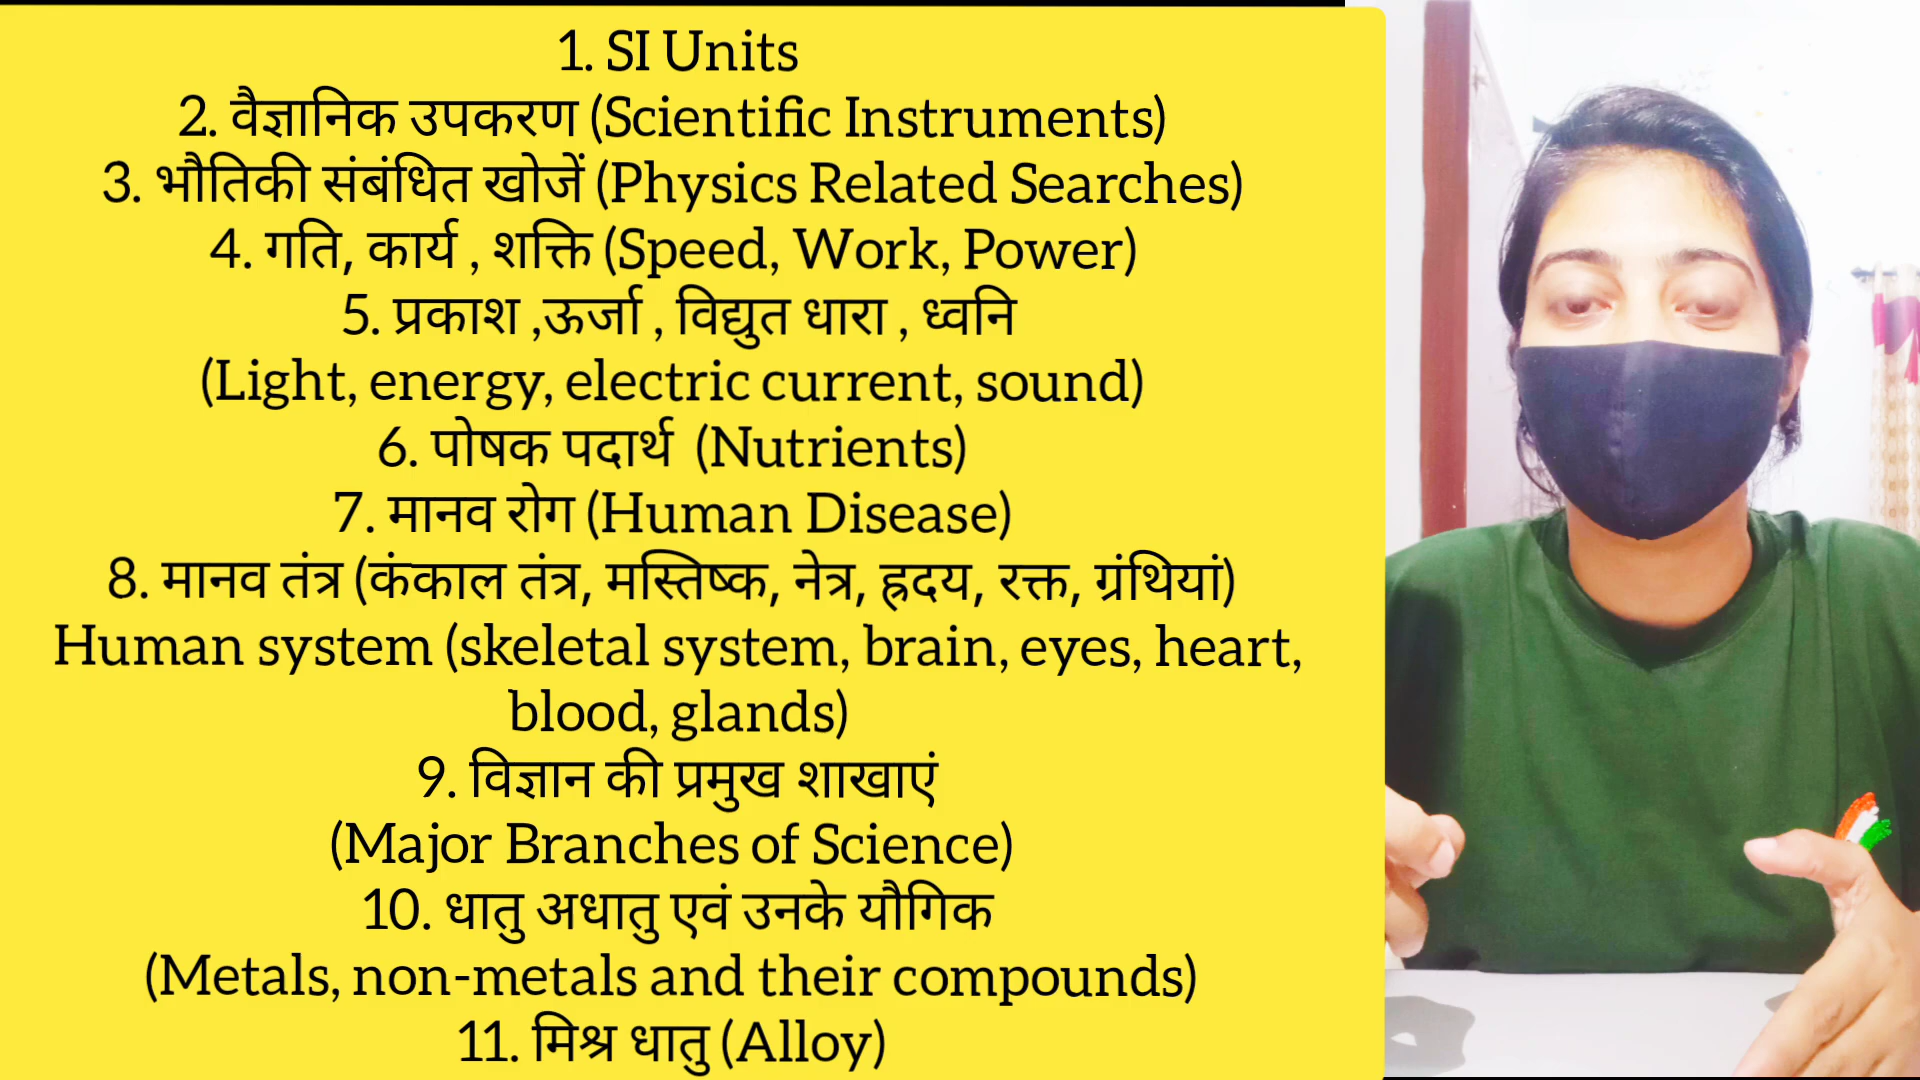 1. SI Units
2. वैज्ञानिक उपकरण (Scientific Instruments)
3. भौतिकी संबंधित खोजें (Physics Related Searches)
4. गति, कार्य , शक्ति (Speed, Work, Power)
5. प्रकाश ,ऊर्जा , विद्युत धारा , ध्वनि
(Light, energy, electric current, sound)
6. पोषक पदार्थ (Nutrients)
7. मानव रोग (Human Disease)
8. मानव तंत्र (कंकाल तंत्र, मस्तिष्क, नेत्र, ह्रदय, रक्त, ग्रंथियां)
Human system (skeletal system, brain, eyes, heart,
blood, glands)
9. विज्ञान की प्रमुख शाखाएं
(Major Branches of Science)
10. धातु अधातु एवं उनके यौगिक
(Metals, non-metals and their compounds)
11. मिश्र धातु (Alloy)